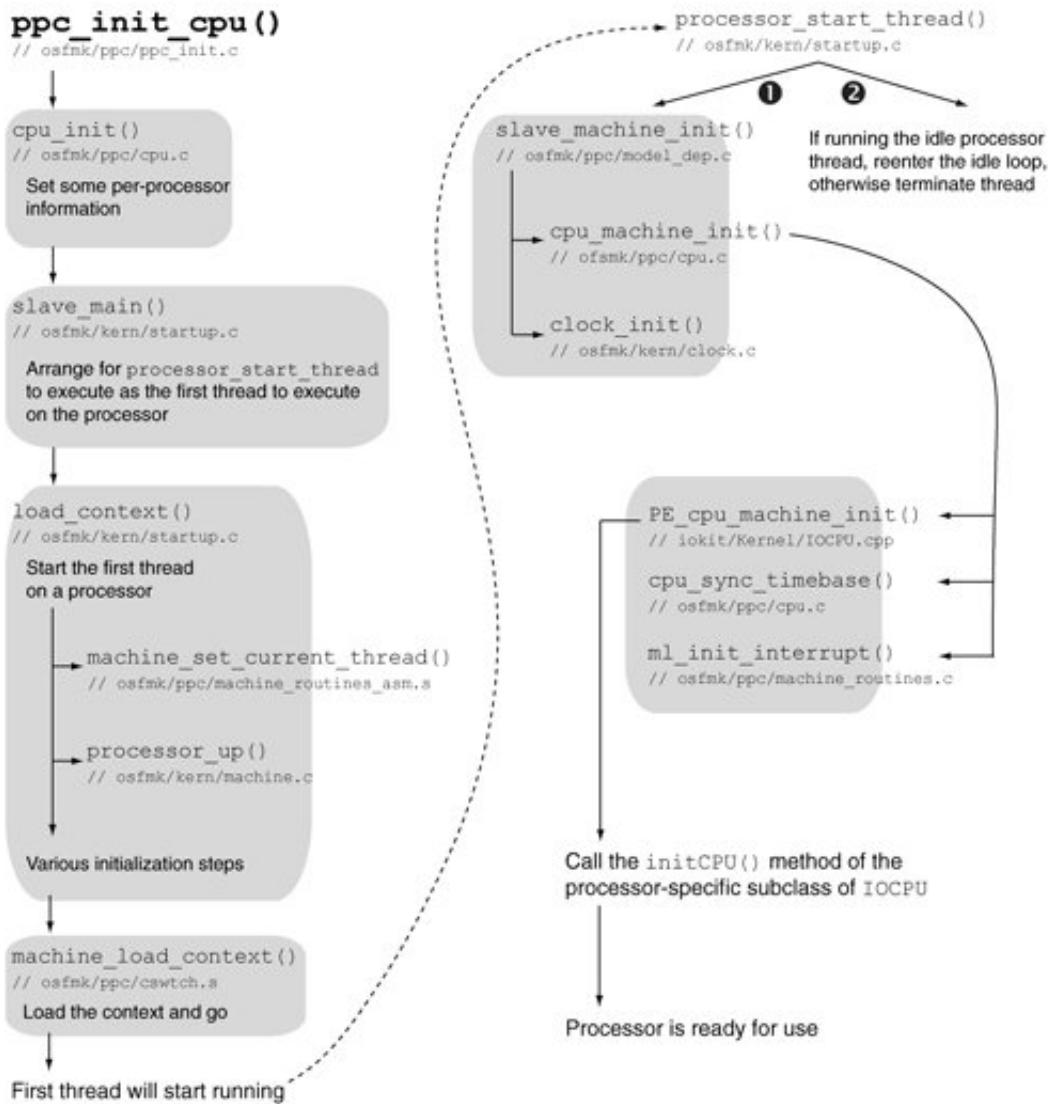 ppc_init_cpu()
// osfmk/ppc/ppc_init.c
cpu_init()
// osfmk/ppc/cpu.c
Set some per-processor
information
slave_main()
// osfmk/kern/startup.c
Arrange for processor_start_thread
to execute as the first thread to execute
on the processor
load_context()
// osfmk/kern/startup.c
Start the first thread
on a processor
machine_set_current_thread()
// osfmk/ppc/machine_routines_asm.s
processor_up()
// osfmk/kern/machine.c
Various initialization steps
machine_load_context()
// osfmk/ppc/cswtch.s
Load the context and go
First thread will start running
processor_start_thread()
// osfmk/kern/startup.c
❶ ❷
slave_machine_init()
// osfmk/ppc/model_dep.c
cpu_machine_init()
// ofsmk/ppc/cpu.c
clock_init()
// osfmk/kern/clock.c
If running the idle processor
thread, reenter the idle loop,
otherwise terminate thread
PE_cpu_machine_init()
// iokit/Kernel/IOCPU.cpp
cpu_sync_timebase()
// osfmk/ppc/cpu.c
ml_init_interrupt()
// osfmk/ppc/machine_routines.c
Call the initCPU() method of the
processor-specific subclass of IOCPU
Processor is ready for use